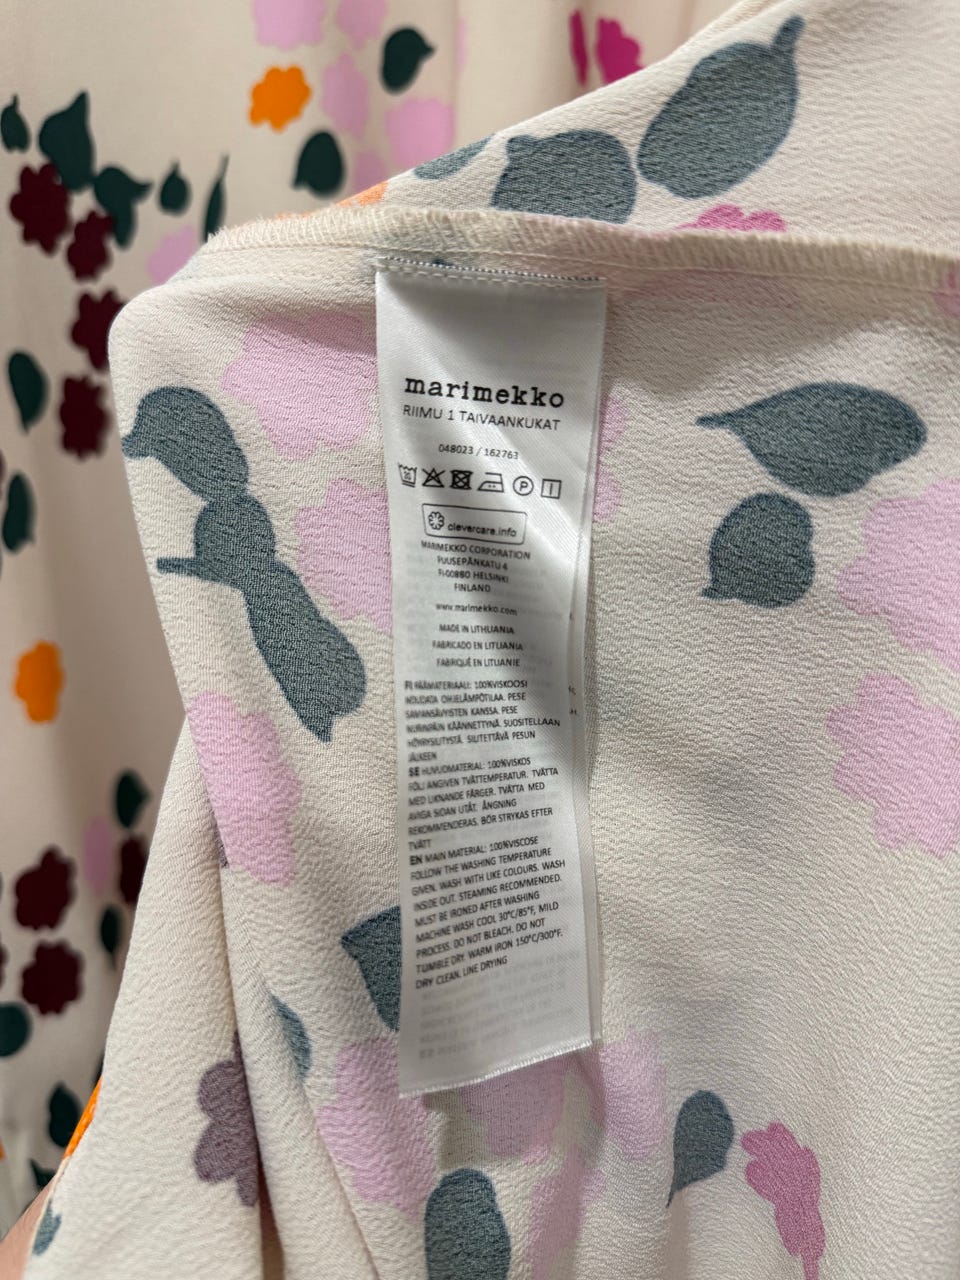 marimekko
RIIMU 1 TAIVAANKUKAT
048023 / 162763
P
clevercare.info
MARIMEKKO CORPORATION
PUUSEPÄNKATU 4
FI-00880 HELSINKI
FINLAND
www.marimekko.com
MADE IN LITHUANIA
FABRICADO EN LITUANIA
FABRIQUÉ EN LITUANIE
FI PÄÄMATERIAALI: 100%VISKOOSI
NOUDATA OHJELÄMPÖTILAA. PESE
SAMANSÄVYISTEN KANSSA. PESE
NURINPÄIN KÄÄNNETTYNÄ. SUOSITELLAAN
HÖYRYSILITYSTÄ. SILITETTÄVÄ PESUN
JÄLKEEN
SE HUVUOMATERIAL: 100%VISKOS
FÖLJ ANGIVEN TVÄTTEMPERATUR. TVÄTTA
MED LIKNANDE FÄRGER. TVÄTTA MED
AVIGA SIDAN UTÅT. ÅNGNING
REKOMMENDERAS. BÖR STRYKAS EFTER
TVÄTT
EN MAIN MATERIAL: 100%VISCOSE
FOLLOW THE WASHING TEMPERATURE
GIVEN. WASH WITH LIKE COLOURS. WASH
INSIDE OUT. STEAMING RECOMMENDED.
MUST BE IRONED AFTER WASHING
MACHINE WASH COOL 30°C/85°F, MILD
PROCESS. DO NOT BLEACH. DO NOT
TUMBLE DRY. WARM IRON 150°C/300°F.
DRY CLEAN. LINE DRYING